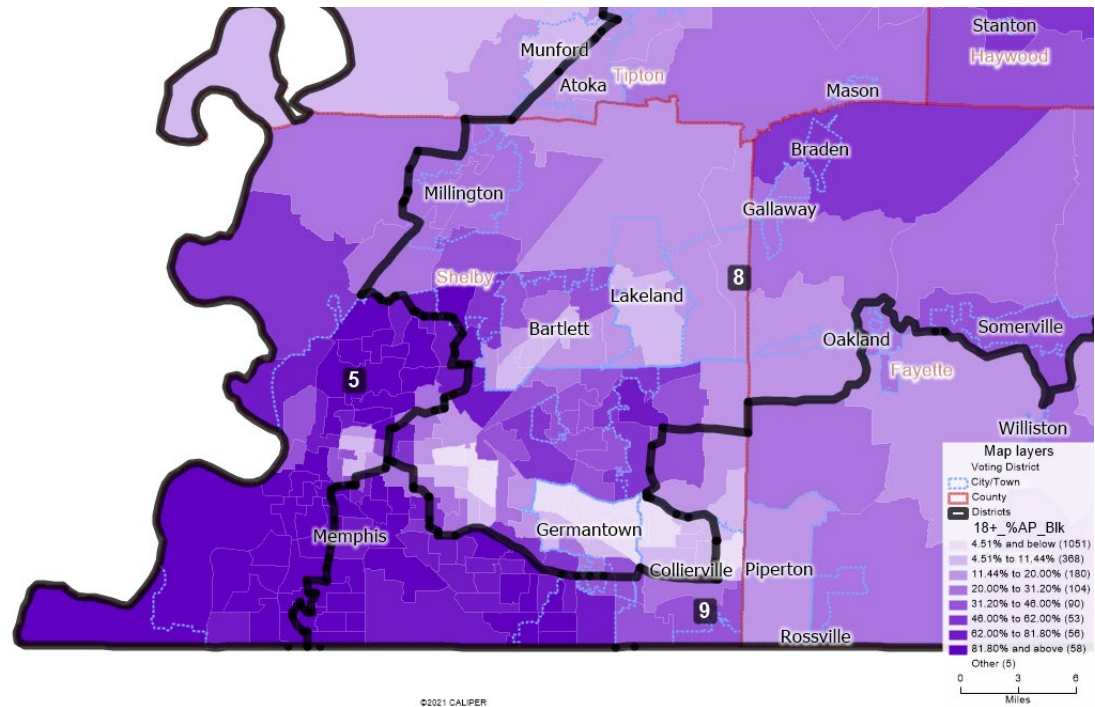 Stanton
Munford
Haywood
Tipton
Atoka
Mason
Braden
Millington
Gallaway
Shelby
8
Lakeland
Bartlett
Oakland
Somerville
Fayette
5
Williston
Memphis
Germantown
Collierville
Piperton
9
Rossville
Map layers
Voting District
City/Town
County
Districts
18+_%AP_Blk
4.51% and below (1051)
4.51% to 11.44% (368)
11.44% to 20.00% (180)
20.00% to 31.20% (104)
31.20% to 46.00% (90)
46.00% to 62.00% (53)
62.00% to 81.80% (56)
81.80% and above (58)
Other (5)
0 3 6
Miles
©2021 CALIPER